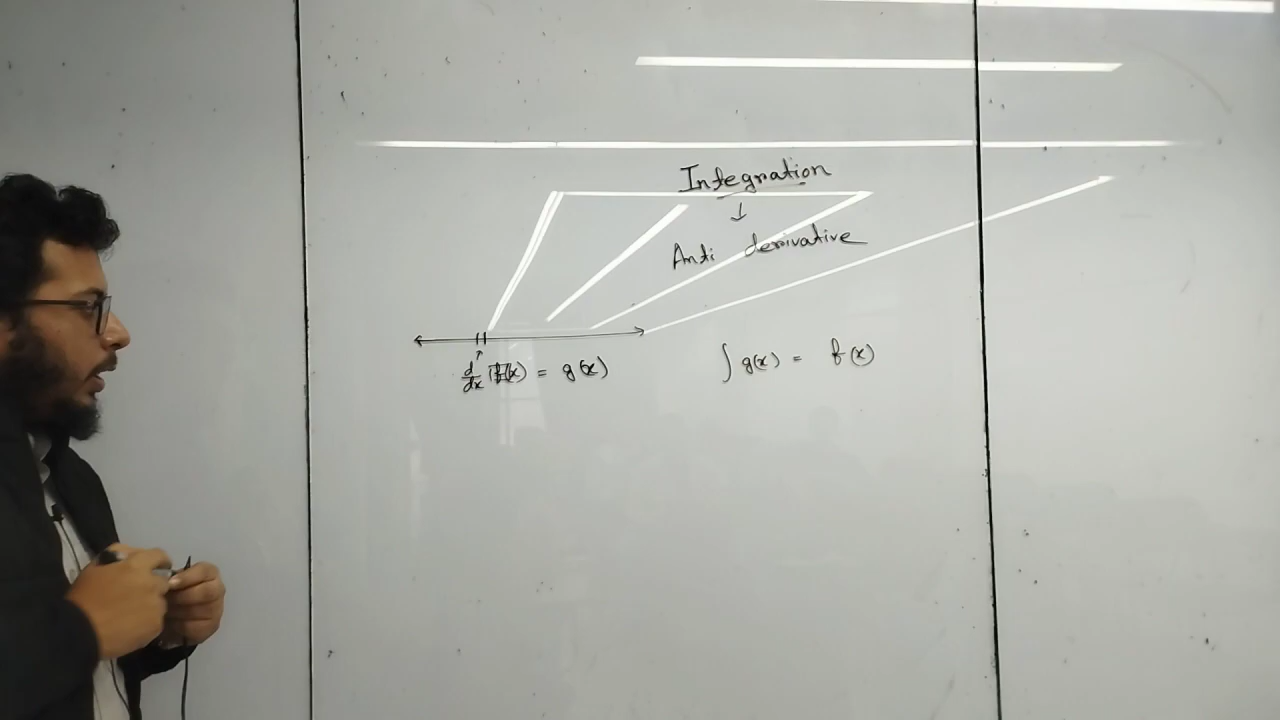 Integration
↓
Anti derivative
d/dx f(x) = g(x)
∫ g(x) = f(x)